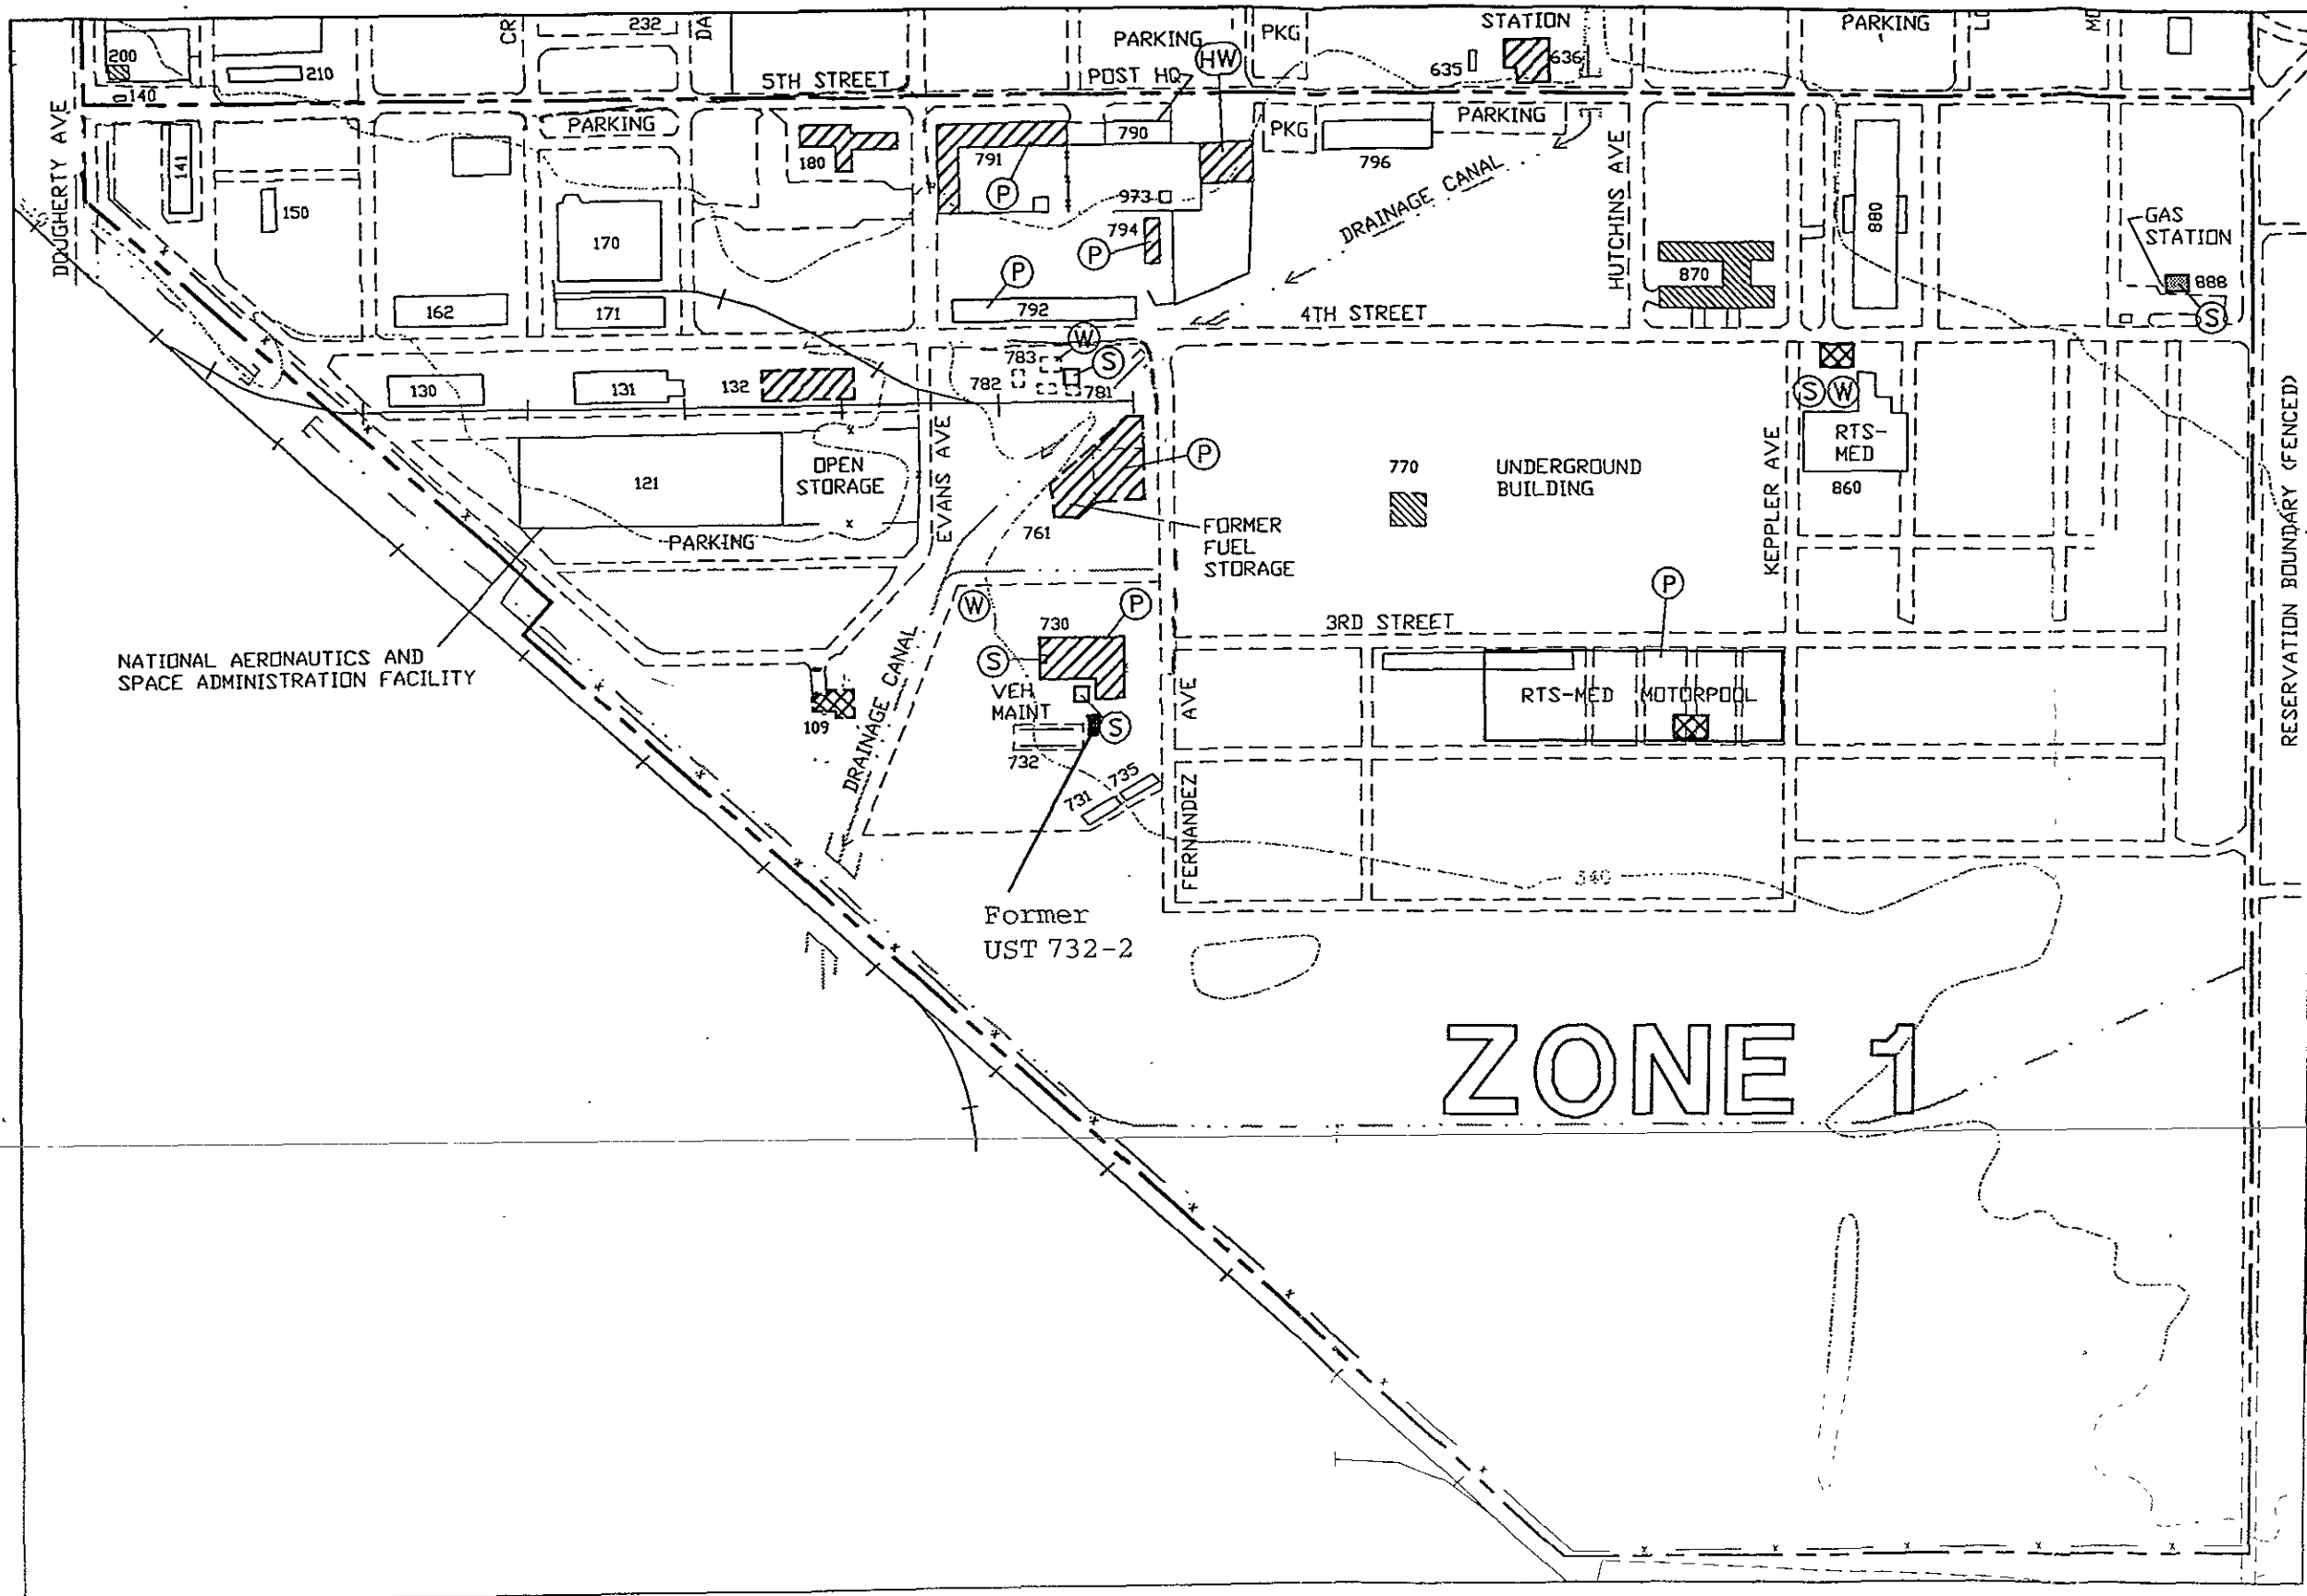 CR
232
DA
PARKING
HW
PKG
STATION
PARKING
200
210
5TH STREET
POST HQ
635
636
140
DOUGHERTY AVE
PARKING
141
150
180
791
P
790
PKG
796
PARKING
973
794
P
DRAINAGE CANAL
HUTCHINS AVE
880
GAS
STATION
888
S
170
162
171
P
792
870
4TH STREET
783
W
S
782
781
130
131
132
S
W
RTS-
MED
860
EVANS AVE
121
OPEN
STORAGE
P
770
UNDERGROUND
BUILDING
KEPPLER AVE
RESERVATION BOUNDARY (FENCED)
PARKING
761
FORMER
FUEL
STORAGE
P
W
P
730
3RD STREET
NATIONAL AERONAUTICS AND
SPACE ADMINISTRATION FACILITY
S
VEH
MAINT
RTS-MED
MOTORPOOL
109
S
732
DRAINAGE CANAL
731
735
FERNANDEZ AVE
340
Former
UST 732-2
ZONE 1